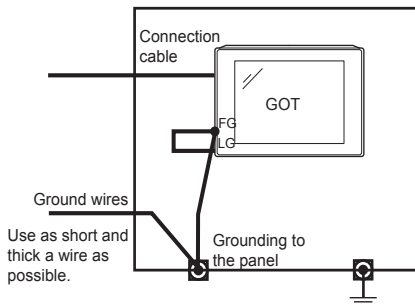 Connection
cable
GOT
FG
LG
Ground wires
Use as short and
thick a wire as
possible.
Grounding to
the panel